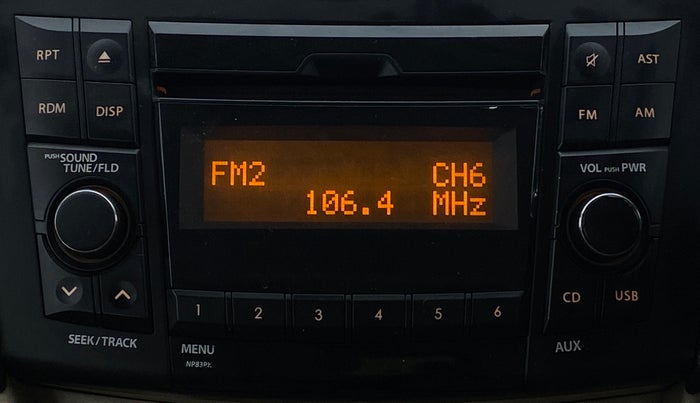 RPT
AST
RDM
DISP
FM
AM
PUSH SOUND
TUNE/FLD
VOL PUSH PWR
FM2 CH6
106.4 MHz
1 2 3 4 5 6
CD USB
SEEK/TRACK
MENU
AUX